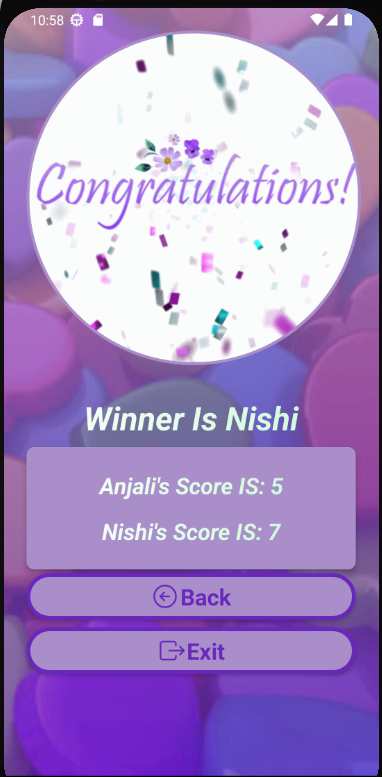 10:58
Congratulations!
Winner Is Nishi
Anjali's Score IS: 5
Nishi's Score IS: 7
Back
Exit